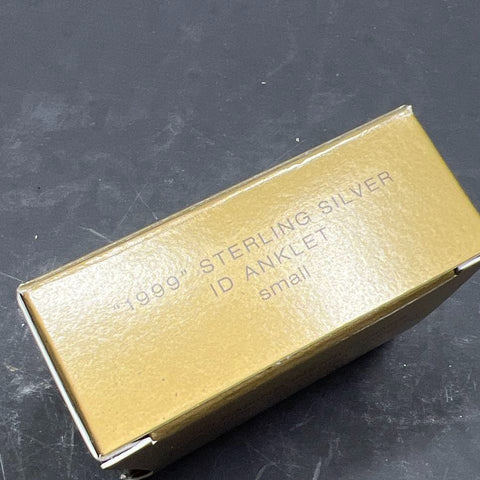 "1999" STERLING SILVER
ID ANKLET
small